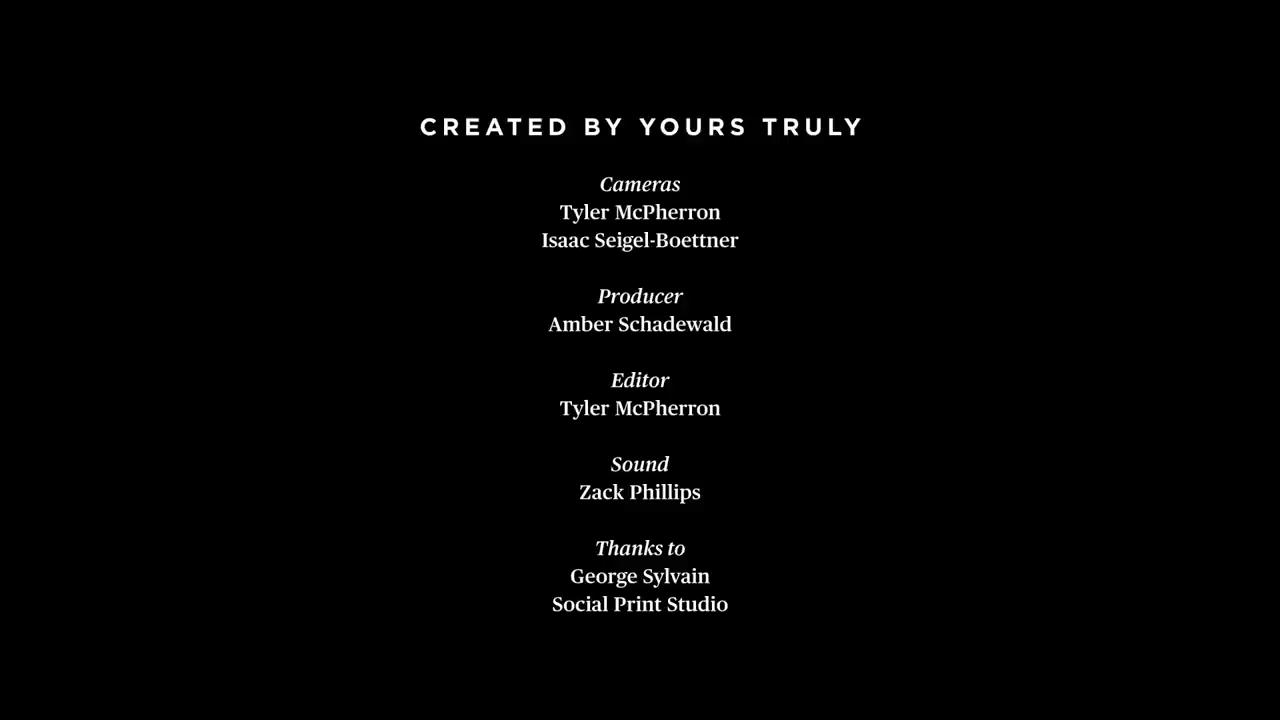 CREATED BY YOURS TRULY
Cameras
Tyler McPherron
Isaac Seigel-Boettner
Producer
Amber Schadewald
Editor
Tyler McPherron
Sound
Zack Phillips
Thanks to
George Sylvain
Social Print Studio